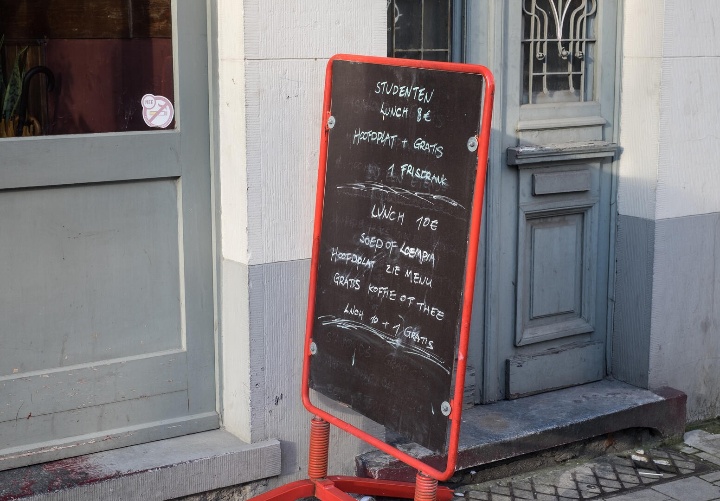 STUDENTEN
LUNCH 8€
HOOFDPLAT + GRATIS
1 FRISDRANK
LUNCH 10€
SOEP OF LOEMPIA
HOOFDPLAT ZIE MENU
GRATIS KOFFIE OF THEE
LNCH 10 + 1 GRATIS